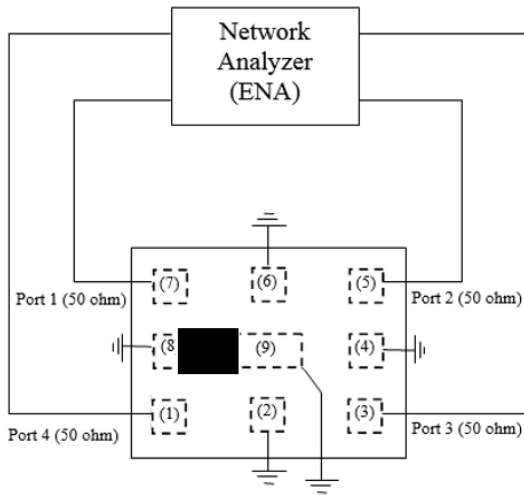 Network
Analyzer
(ENA)
Port 1 (50 ohm)
(7)
(6)
(5)
Port 2 (50 ohm)
(8
(9)
(4)
(1)
(2)
(3)
Port 4 (50 ohm)
Port 3 (50 ohm)